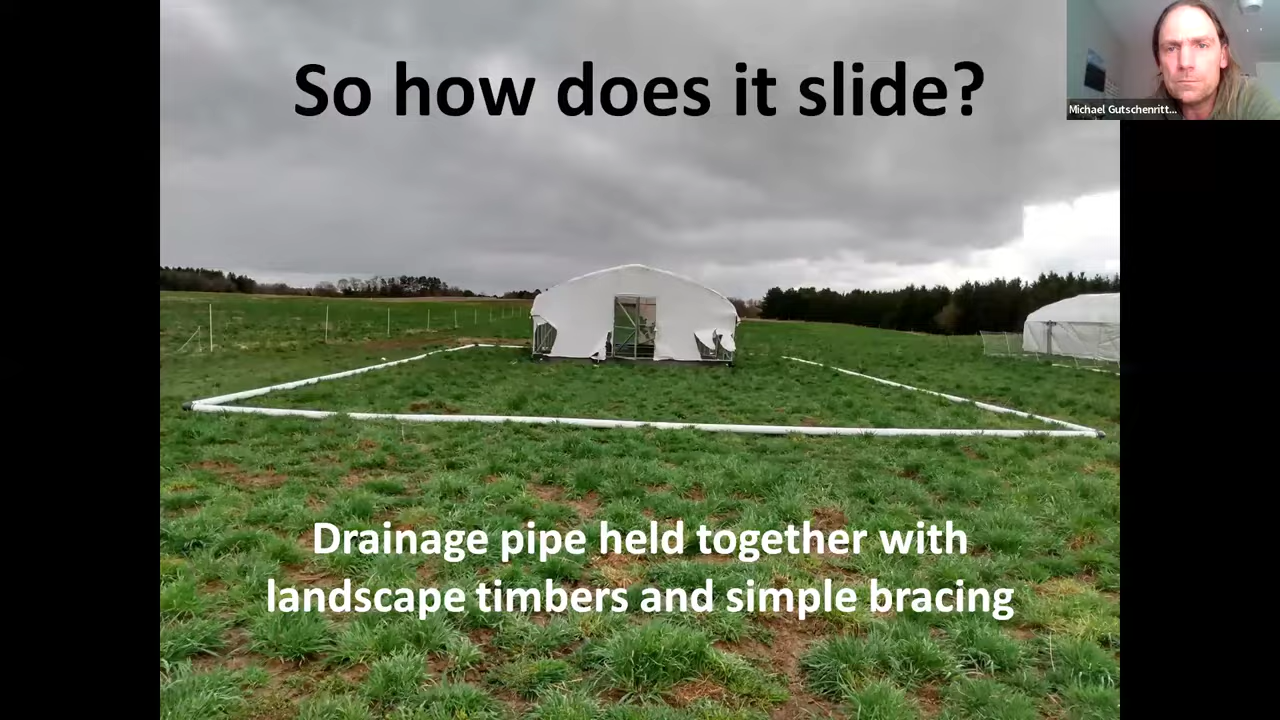 So how does it slide?
Michael Gutschenritt...
Drainage pipe held together with
landscape timbers and simple bracing